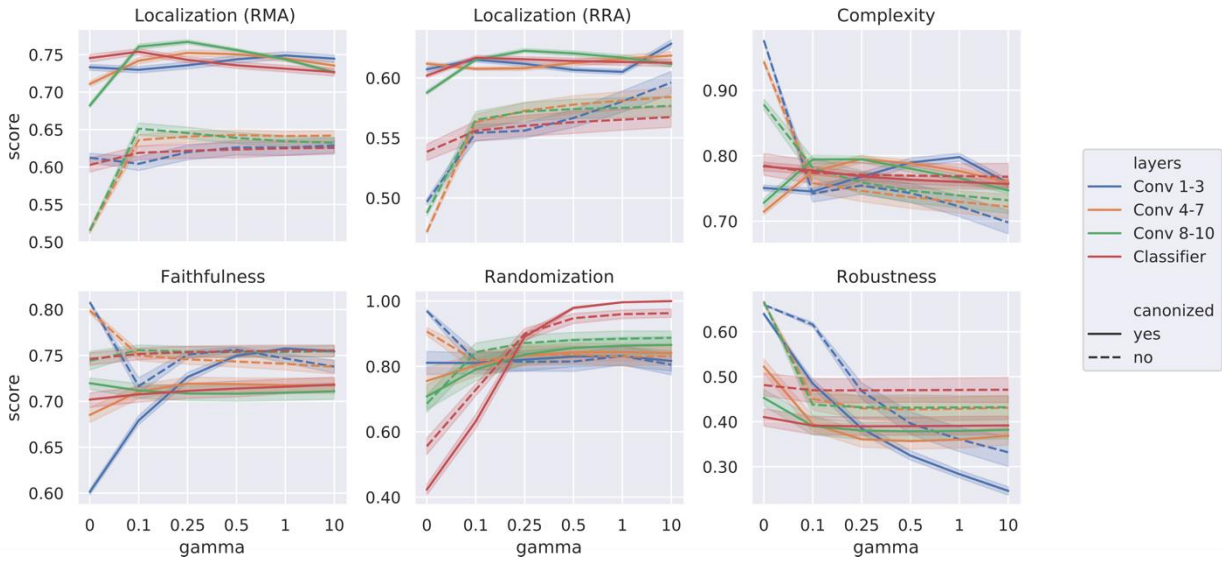 Localization (RMA)
Localization (RRA)
Complexity
score
0.75
0.70
0.65
0.60
0.55
0.50
0.60
0.55
0.50
0.90
0.80
0.70
layers
Conv 1-3
Conv 4-7
Conv 8-10
Classifier
canonized
yes
no
Faithfulness
Randomization
Robustness
score
0.80
0.75
0.70
0.65
0.60
1.00
0.80
0.60
0.40
0.60
0.50
0.40
0.30
0 0.1 0.25 0.5 1 10
0 0.1 0.25 0.5 1 10
0 0.1 0.25 0.5 1 10
gamma
gamma
gamma